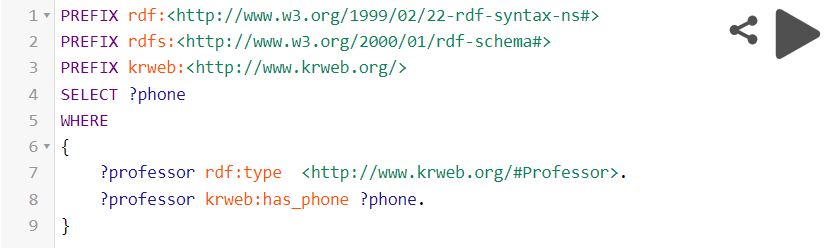 1 PREFIX rdf:<http://www.w3.org/1999/02/22-rdf-syntax-ns#>
2 PREFIX rdfs:<http://www.w3.org/2000/01/rdf-schema#>
3 PREFIX krweb:<http://www.krweb.org/>
4 SELECT ?phone
5 WHERE
6 {
7     ?professor rdf:type  <http://www.krweb.org/#Professor>.
8     ?professor krweb:has_phone ?phone.
9 }